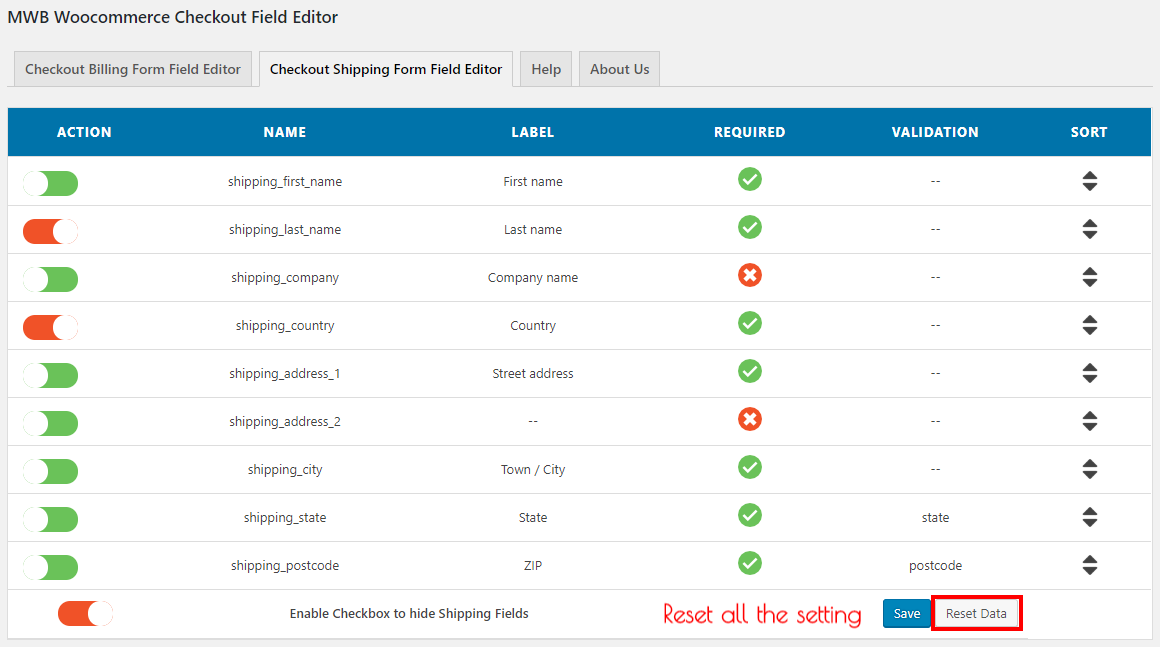 MWB Woocommerce Checkout Field Editor
Checkout Billing Form Field Editor Checkout Shipping Form Field Editor Help About Us
ACTION NAME LABEL REQUIRED VALIDATION SORT
shipping_first_name First name --
shipping_last_name Last name --
shipping_company Company name --
shipping_country Country --
shipping_address_1 Street address --
shipping_address_2 -- --
shipping_city Town / City --
shipping_state State state
shipping_postcode ZIP postcode
Enable Checkbox to hide Shipping Fields Reset all the setting Save Reset Data